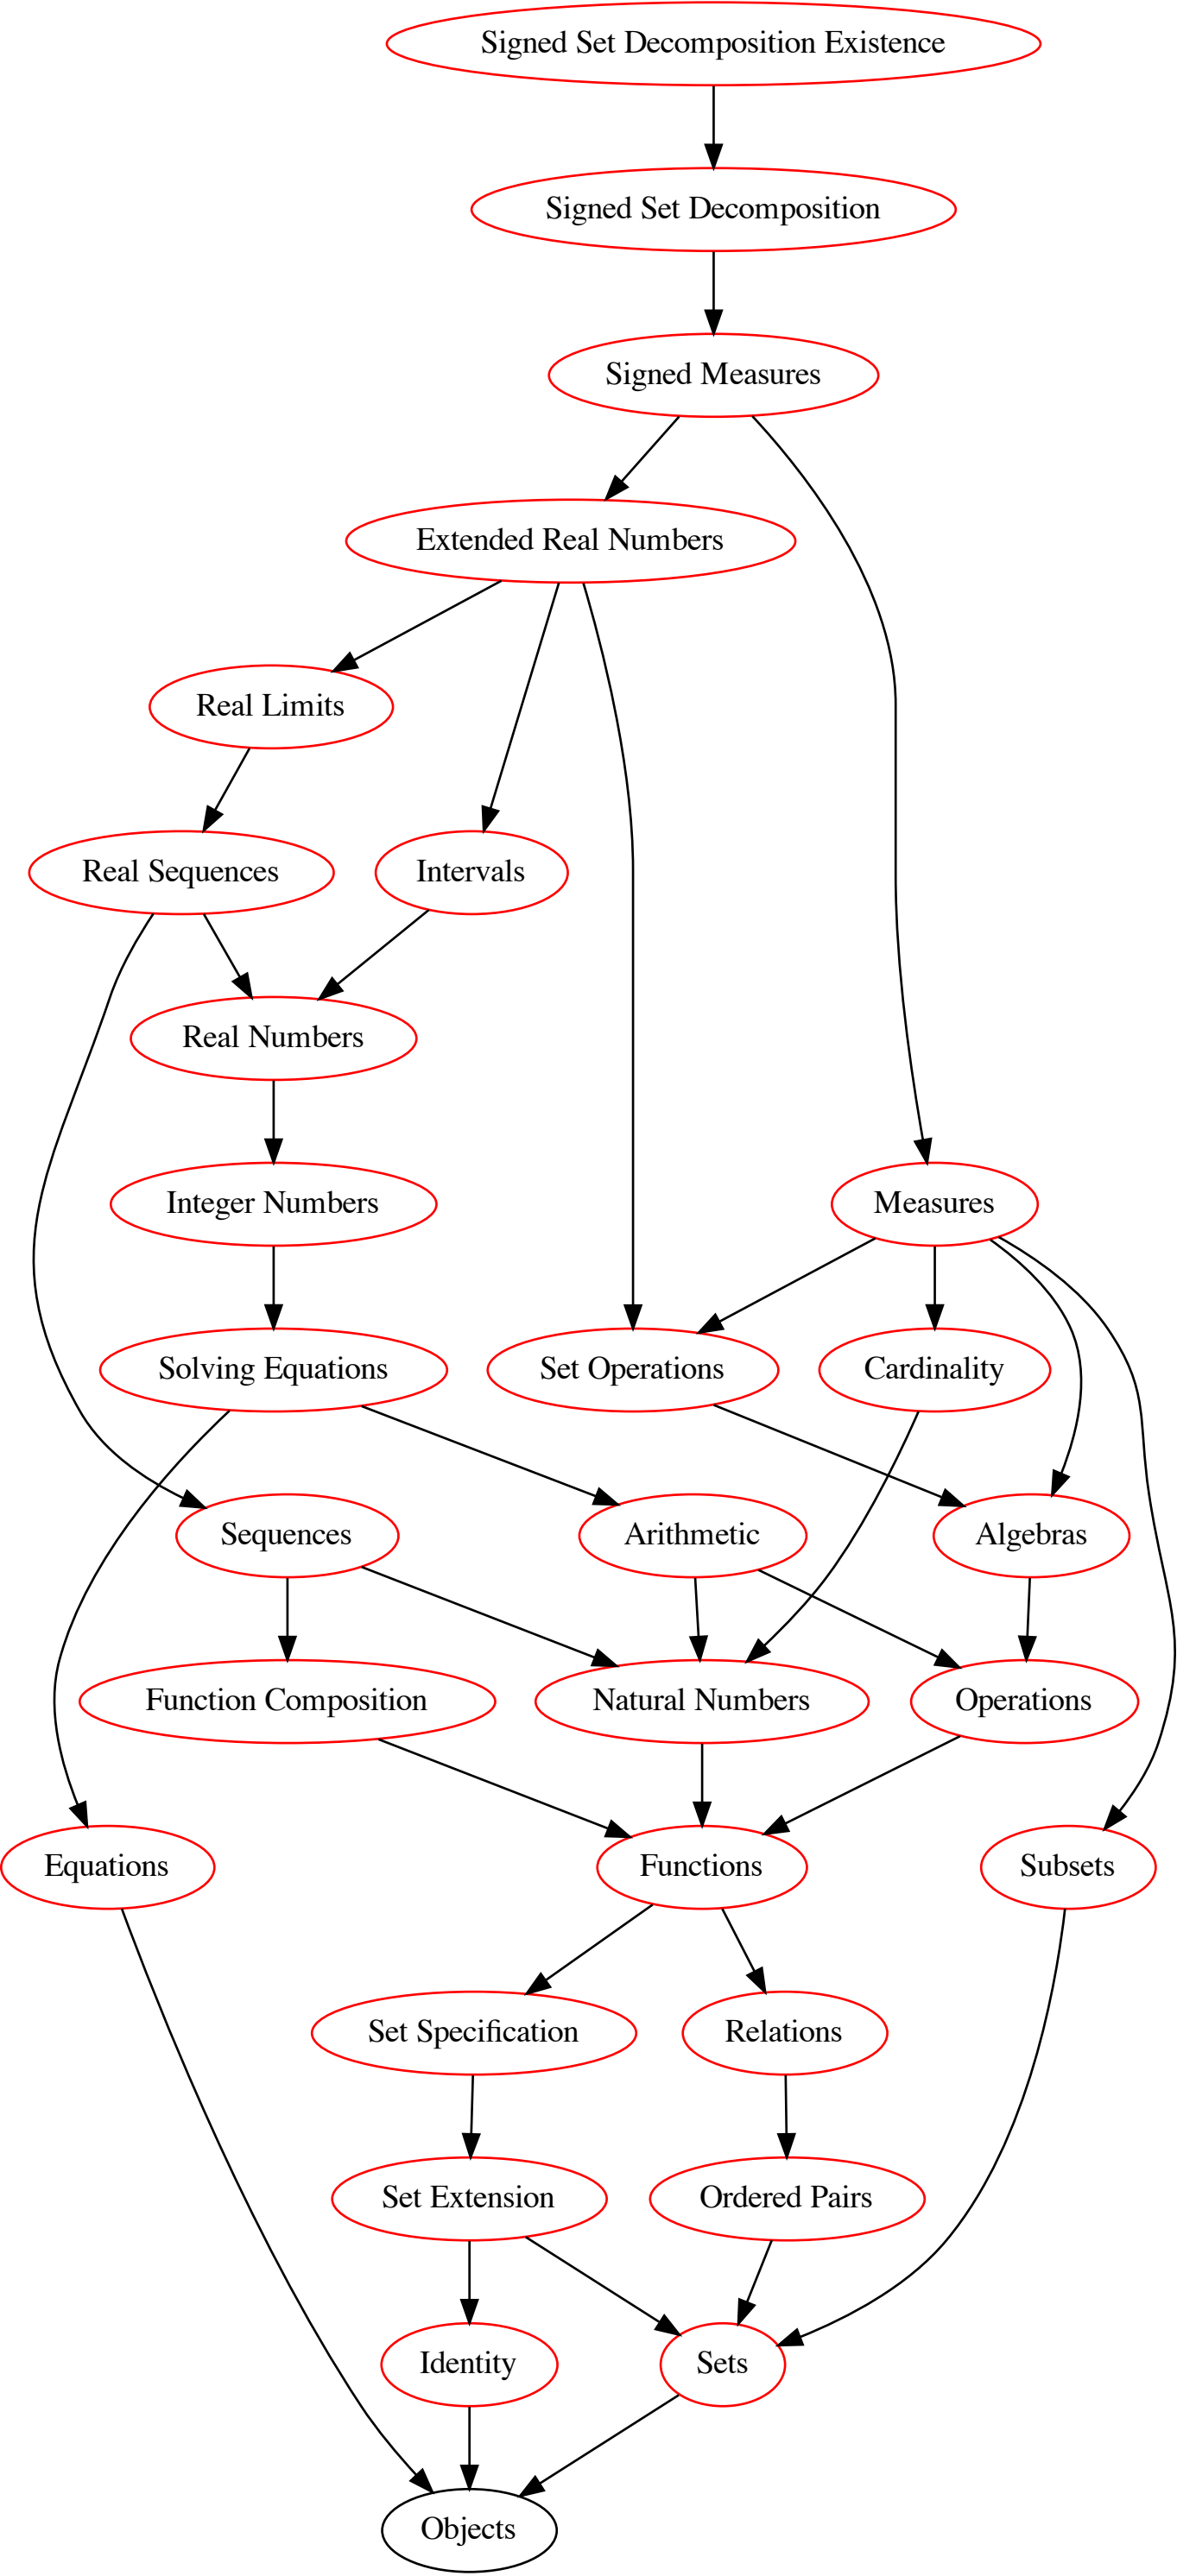 Signed Set Decomposition Existence
Signed Set Decomposition
Signed Measures
Extended Real Numbers
Real Limits
Real Sequences
Intervals
Real Numbers
Integer Numbers
Measures
Solving Equations
Set Operations
Cardinality
Sequences
Arithmetic
Algebras
Function Composition
Natural Numbers
Operations
Equations
Functions
Subsets
Set Specification
Relations
Set Extension
Ordered Pairs
Identity
Sets
Objects